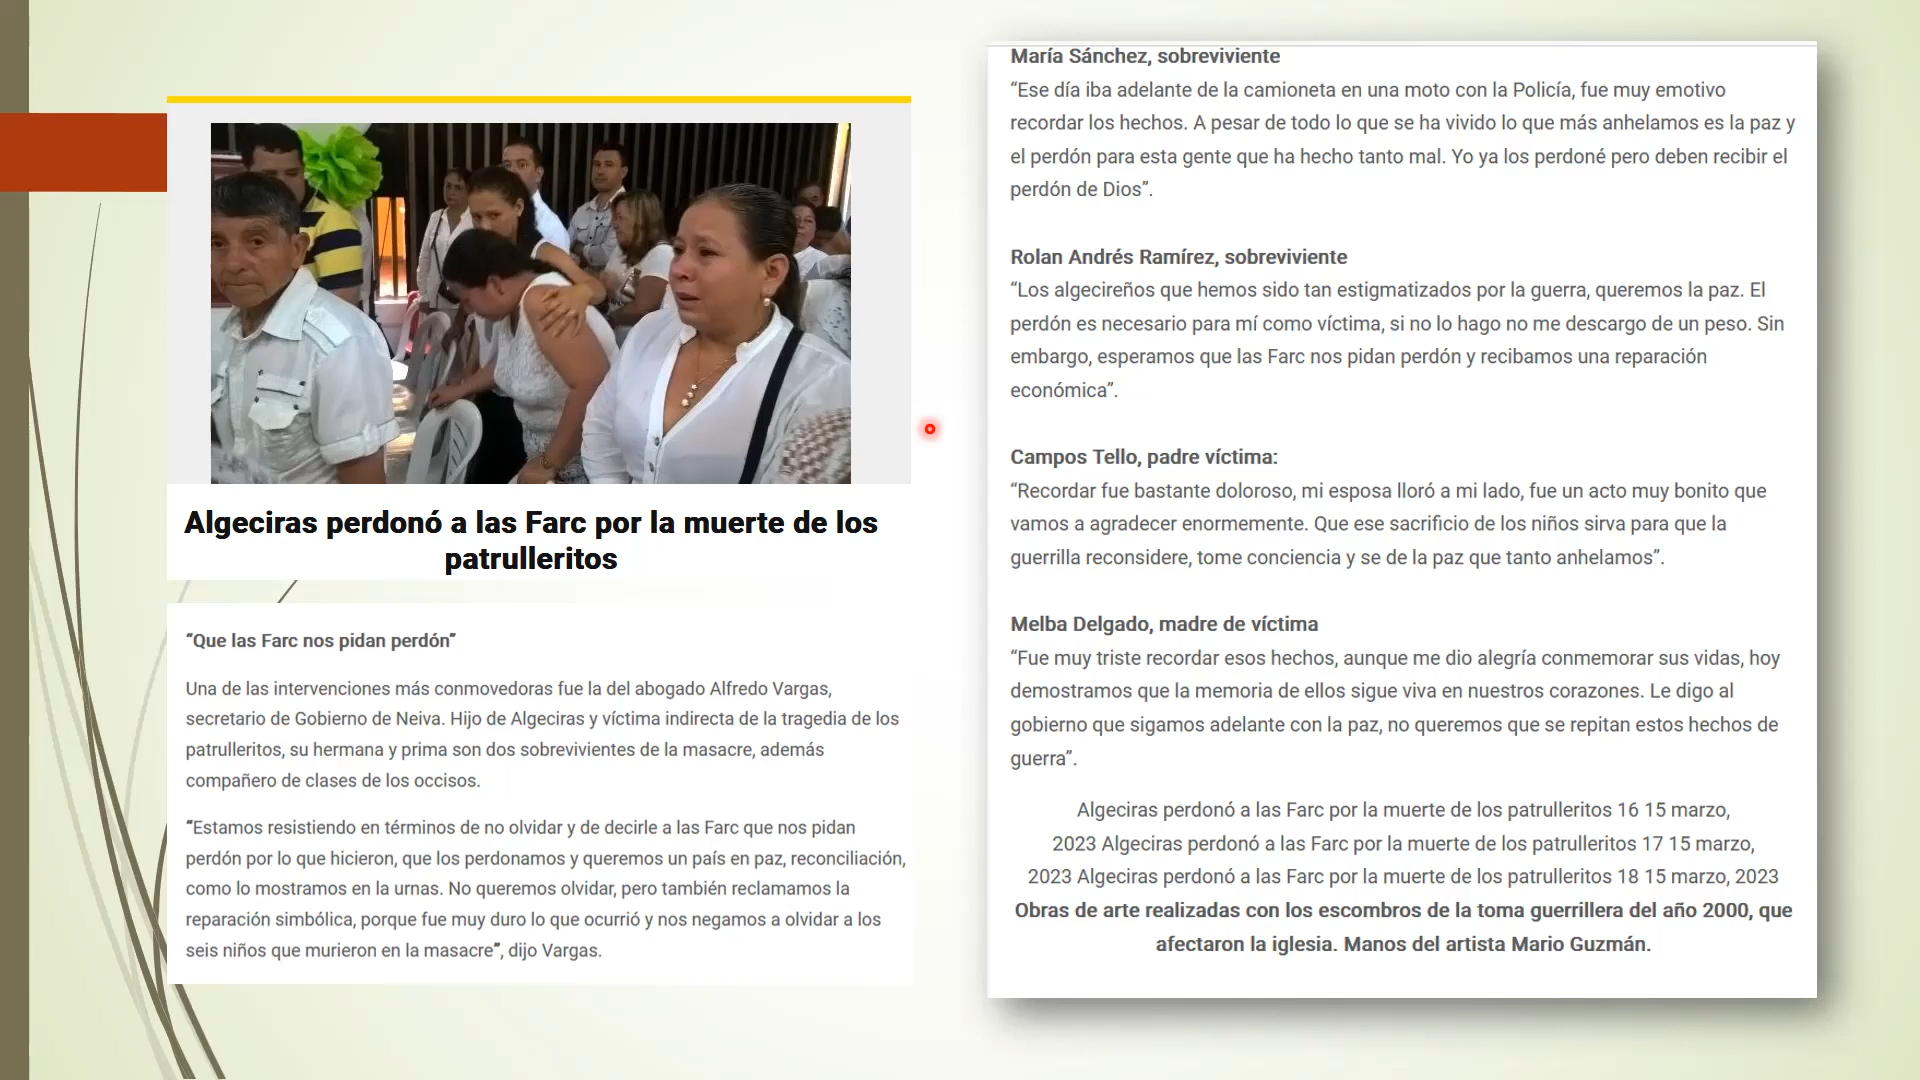 Algeciras perdonó a las Farc por la muerte de los
patrulleritos
“Que las Farc nos pidan perdón”
Una de las intervenciones más conmovedoras fue la del abogado Alfredo Vargas,
secretario de Gobierno de Neiva. Hijo de Algeciras y víctima indirecta de la tragedia de los
patrulleritos, su hermana y prima son dos sobrevivientes de la masacre, además
compañero de clases de los occisos.
“Estamos resistiendo en términos de no olvidar y de decirle a las Farc que nos pidan
perdón por lo que hicieron, que los perdonamos y queremos un país en paz, reconciliación,
como lo mostramos en la urnas. No queremos olvidar, pero también reclamamos la
reparación simbólica, porque fue muy duro lo que ocurrió y nos negamos a olvidar a los
seis niños que murieron en la masacre”, dijo Vargas.
María Sánchez, sobreviviente
“Ese día iba adelante de la camioneta en una moto con la Policía, fue muy emotivo
recordar los hechos. A pesar de todo lo que se ha vivido lo que más anhelamos es la paz y
el perdón para esta gente que ha hecho tanto mal. Yo ya los perdoné pero deben recibir el
perdón de Dios”.
Rolan Andrés Ramírez, sobreviviente
“Los algecireños que hemos sido tan estigmatizados por la guerra, queremos la paz. El
perdón es necesario para mí como víctima, si no lo hago no me descargo de un peso. Sin
embargo, esperamos que las Farc nos pidan perdón y recibamos una reparación
económica”.
Campos Tello, padre víctima:
“Recordar fue bastante doloroso, mi esposa lloró a mi lado, fue un acto muy bonito que
vamos a agradecer enormemente. Que ese sacrificio de los niños sirva para que la
guerrilla reconsidere, tome conciencia y se de la paz que tanto anhelamos”.
Melba Delgado, madre de víctima
“Fue muy triste recordar esos hechos, aunque me dio alegría conmemorar sus vidas, hoy
demostramos que la memoria de ellos sigue viva en nuestros corazones. Le digo al
gobierno que sigamos adelante con la paz, no queremos que se repitan estos hechos de
guerra”.
Algeciras perdonó a las Farc por la muerte de los patrulleritos 16 15 marzo,
2023 Algeciras perdonó a las Farc por la muerte de los patrulleritos 17 15 marzo,
2023 Algeciras perdonó a las Farc por la muerte de los patrulleritos 18 15 marzo, 2023
Obras de arte realizadas con los escombros de la toma guerrillera del año 2000, que
afectaron la iglesia. Manos del artista Mario Guzmán.